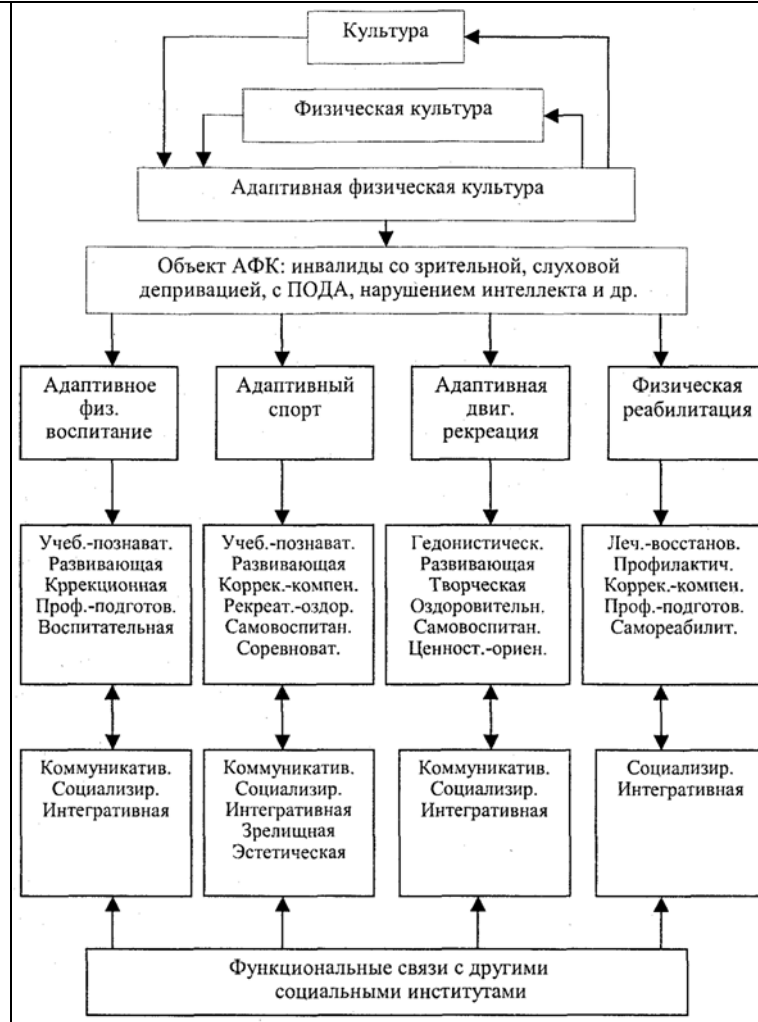 Культура
Физическая культура
Адаптивная физическая культура
Объект АФК: инвалиды со зрительной, слуховой
депривацией, с ПОДА, нарушением интеллекта и др.
Адаптивное
физ.
воспитание
Адаптивный
спорт
Адаптивная
двиг.
рекреация
Физическая
реабилитация
Учеб.-познават.
Развивающая
Кррекционная
Проф.-подготов.
Воспитательная
Учеб.-познават.
Развивающая
Коррек.-компен.
Рекреат.-оздор.
Самовоспитан.
Соревноват.
Гедонистическ.
Развивающая
Творческая
Оздоровительн.
Самовоспитан.
Ценност.-ориен.
Леч.-восстанов.
Профилактич.
Коррек.-компен.
Проф.-подготов.
Самореабилит.
Коммуникатив.
Социализир.
Интегративная
Коммуникатив.
Социализир.
Интегративная
Зрелищная
Эстетическая
Коммуникатив.
Социализир.
Интегративная
Социализир.
Интегративная
Функциональные связи с другими
социальными институтами